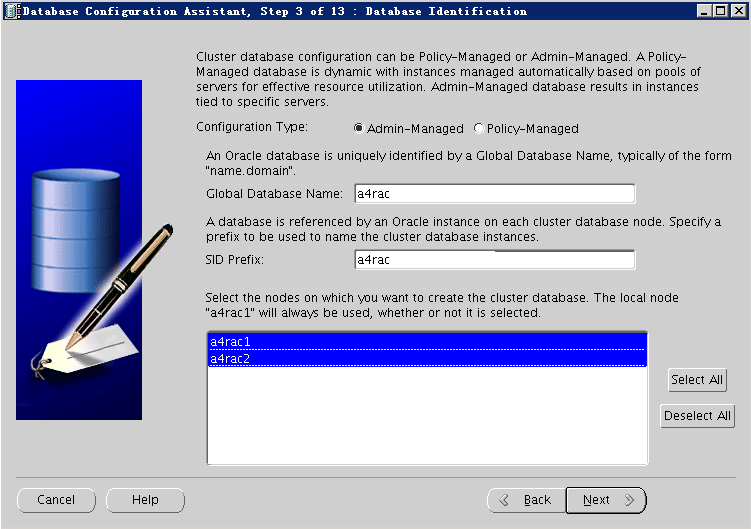 Database Configuration Assistant, Step 3 of 13 : Database Identification
Cluster database configuration can be Policy-Managed or Admin-Managed. A Policy-
Managed database is dynamic with instances managed automatically based on pools of
servers for effective resource utilization. Admin-Managed database results in instances
tied to specific servers.
Configuration Type: Admin-Managed Policy-Managed
An Oracle database is uniquely identified by a Global Database Name, typically of the form
"name.domain".
Global Database Name: a4rac
A database is referenced by an Oracle instance on each cluster database node. Specify a
prefix to be used to name the cluster database instances.
SID Prefix: a4rac
Select the nodes on which you want to create the cluster database. The local node
"a4rac1" will always be used, whether or not it is selected.
a4rac1
a4rac2
Select All
Deselect All
Cancel Help Back Next